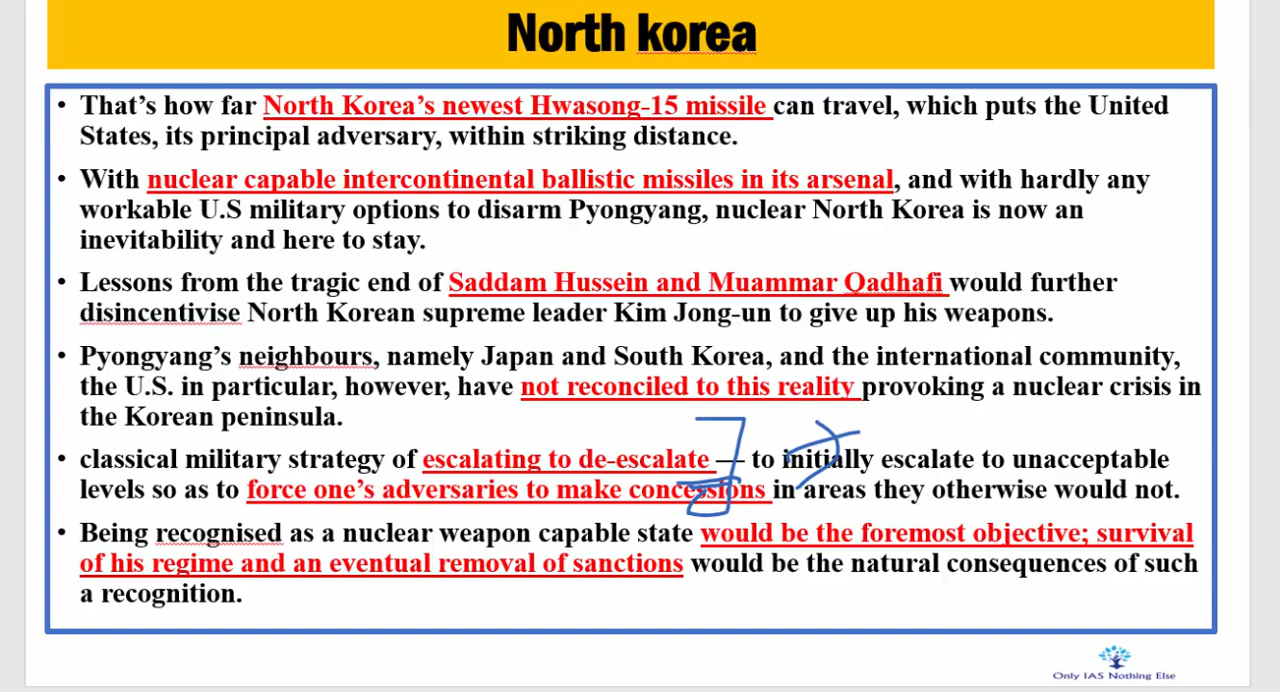 North korea
• That's how far North Korea's newest Hwasong-15 missile can travel, which puts the United
States, its principal adversary, within striking distance.
• With nuclear capable intercontinental ballistic missiles in its arsenal, and with hardly any
workable U.S military options to disarm Pyongyang, nuclear North Korea is now an
inevitability and here to stay.
• Lessons from the tragic end of Saddam Hussein and Muammar Qadhafi would further
disincentivise North Korean supreme leader Kim Jong-un to give up his weapons.
• Pyongyang's neighbours, namely Japan and South Korea, and the international community,
the U.S. in particular, however, have not reconciled to this reality provoking a nuclear crisis in
the Korean peninsula.
• classical military strategy of escalating to de-escalate — to initially escalate to unacceptable
levels so as to force one's adversaries to make concessions in areas they otherwise would not.
• Being recognised as a nuclear weapon capable state would be the foremost objective; survival
of his regime and an eventual removal of sanctions would be the natural consequences of such
a recognition.
Only IAS Nothing Else